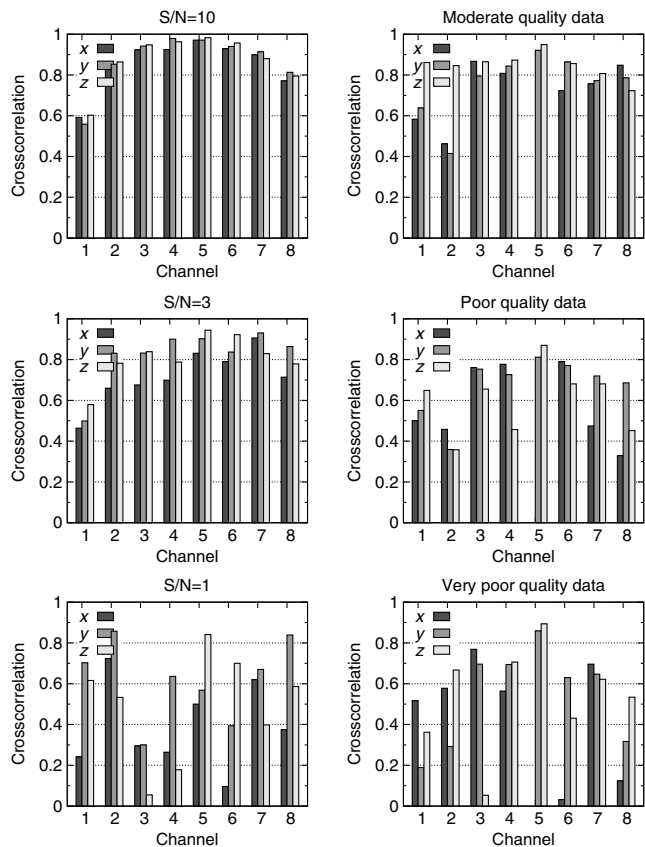 S/N=10
Crosscorrelation
1
0.8
0.6
0.4
0.2
0
x
y
z
1 2 3 4 5 6 7 8
Channel
Moderate quality data
Crosscorrelation
1
0.8
0.6
0.4
0.2
0
x
y
z
1 2 3 4 5 6 7 8
Channel
S/N=3
Crosscorrelation
1
0.8
0.6
0.4
0.2
0
x
y
z
1 2 3 4 5 6 7 8
Channel
Poor quality data
Crosscorrelation
1
0.8
0.6
0.4
0.2
0
x
y
z
1 2 3 4 5 6 7 8
Channel
S/N=1
Crosscorrelation
1
0.8
0.6
0.4
0.2
0
x
y
z
1 2 3 4 5 6 7 8
Channel
Very poor quality data
Crosscorrelation
1
0.8
0.6
0.4
0.2
0
x
y
z
1 2 3 4 5 6 7 8
Channel